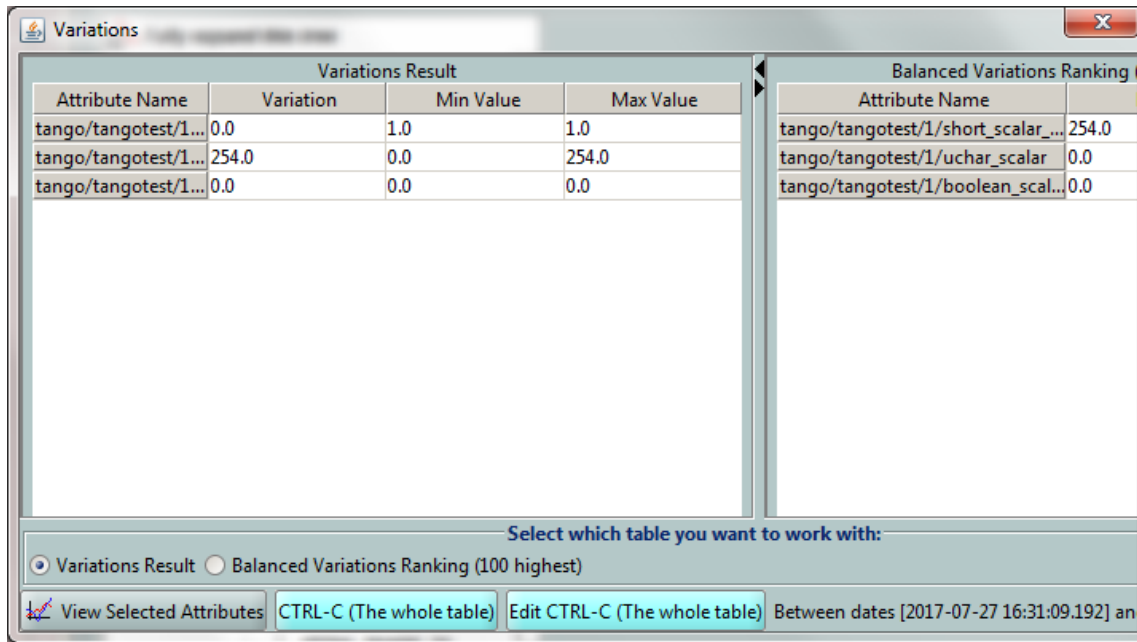 Variations
Variations Result
Attribute Name Variation Min Value Max Value
tango/tangotest/1... 0.0 1.0 1.0
tango/tangotest/1... 254.0 0.0 254.0
tango/tangotest/1... 0.0 0.0 0.0
Balanced Variations Ranking (
Attribute Name
tango/tangotest/1/short_scalar_... 254.0
tango/tangotest/1/uchar_scalar 0.0
tango/tangotest/1/boolean_scal... 0.0
Select which table you want to work with:
Variations Result Balanced Variations Ranking (100 highest)
View Selected Attributes CTRL-C (The whole table) Edit CTRL-C (The whole table) Between dates [2017-07-27 16:31:09.192] an